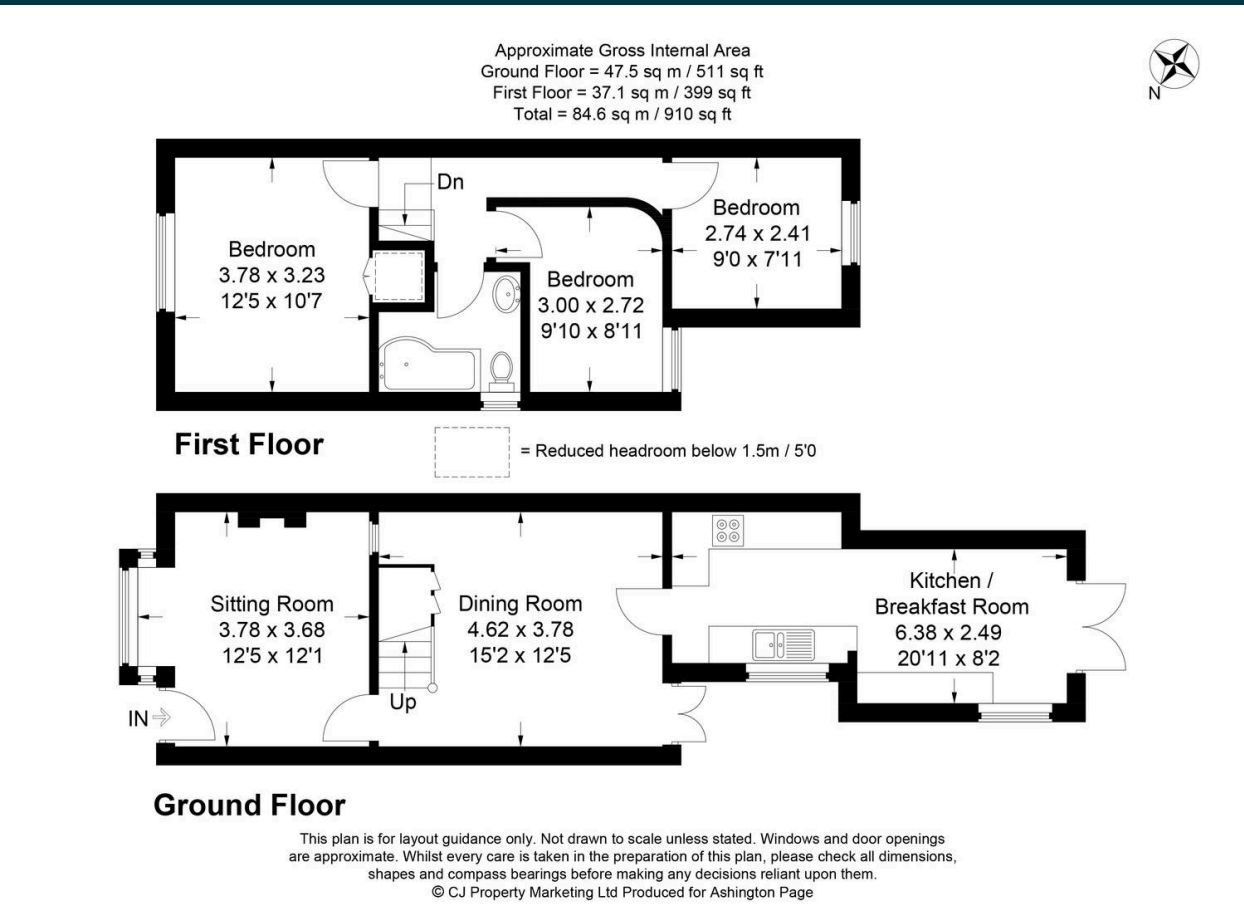 Approximate Gross Internal Area
Ground Floor = 47.5 sq m / 511 sq ft
First Floor = 37.1 sq m / 399 sq ft
Total = 84.6 sq m / 910 sq ft
N
Dn
Bedroom
3.78 x 3.23
12'5 x 10'7
Bedroom
3.00 x 2.72
9'10 x 8'11
Bedroom
2.74 x 2.41
9'0 x 7'11
First Floor
= Reduced headroom below 1.5m / 5'0
Sitting Room
3.78 x 3.68
12'5 x 12'1
Dining Room
4.62 x 3.78
15'2 x 12'5
Kitchen /
Breakfast Room
6.38 x 2.49
20'11 x 8'2
Up
IN
Ground Floor
This plan is for layout guidance only. Not drawn to scale unless stated. Windows and door openings
are approximate. Whilst every care is taken in the preparation of this plan, please check all dimensions,
shapes and compass bearings before making any decisions reliant upon them.
© CJ Property Marketing Ltd Produced for Ashington Page